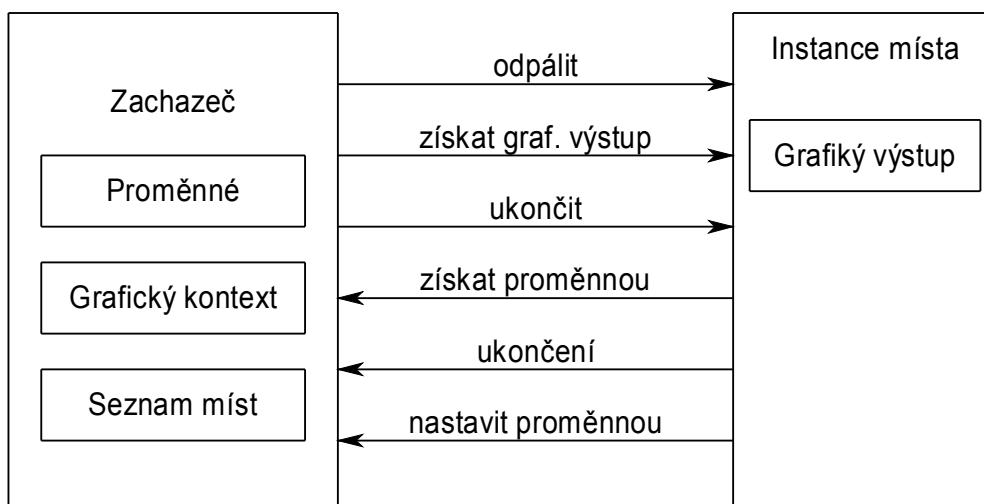 Zachazeč
Proměnné
Grafický kontext
Seznam míst
odpálit
získat graf. výstup
ukončit
získat proměnnou
ukončení
nastavit proměnnou
Instance místa
Grafiký výstup